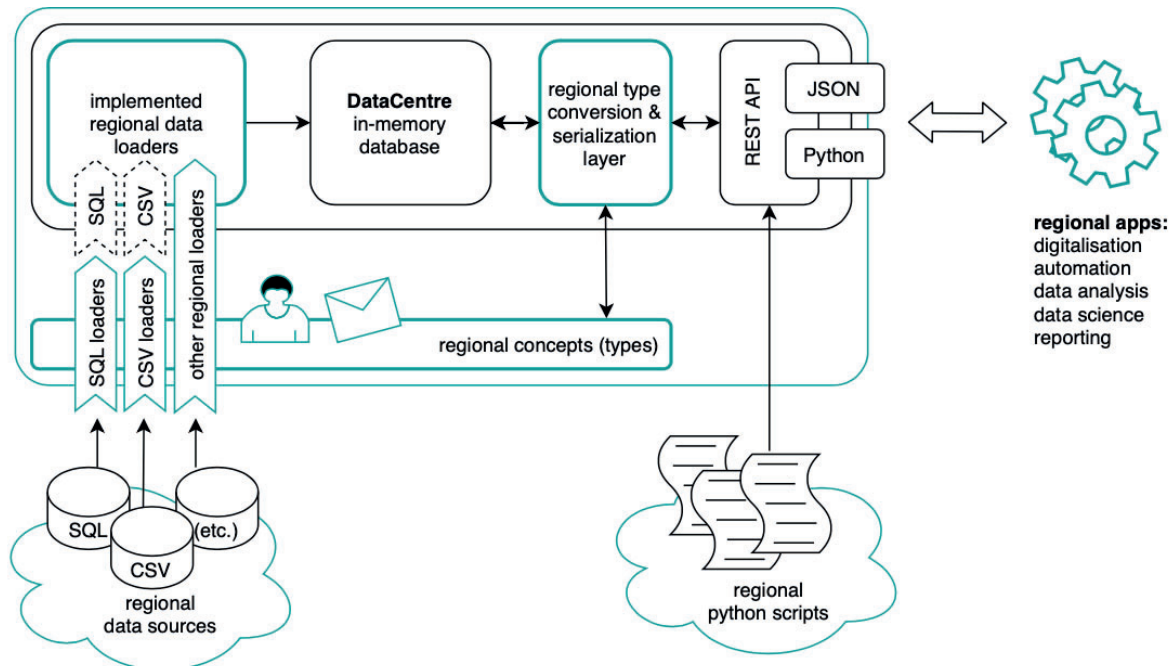 implemented
regional data
loaders
DataCentre
in-memory
database
regional type
conversion &
serialization
layer
REST API
JSON
Python
SQL
CSV
SQL loaders
CSV loaders
other regional loaders
regional concepts (types)
regional apps:
digitalisation
automation
data analysis
data science
reporting
SQL
CSV
(etc.)
regional
data sources
regional
python scripts